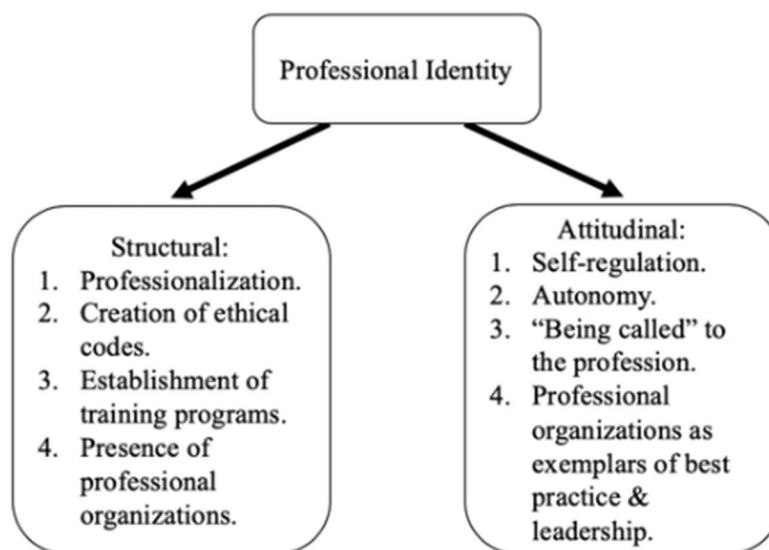 Professional Identity
Structural:
1. Professionalization.
2. Creation of ethical
codes.
3. Establishment of
training programs.
4. Presence of
professional
organizations.
Attitudinal:
1. Self-regulation.
2. Autonomy.
3. “Being called” to
the profession.
4. Professional
organizations as
exemplars of best
practice &
leadership.